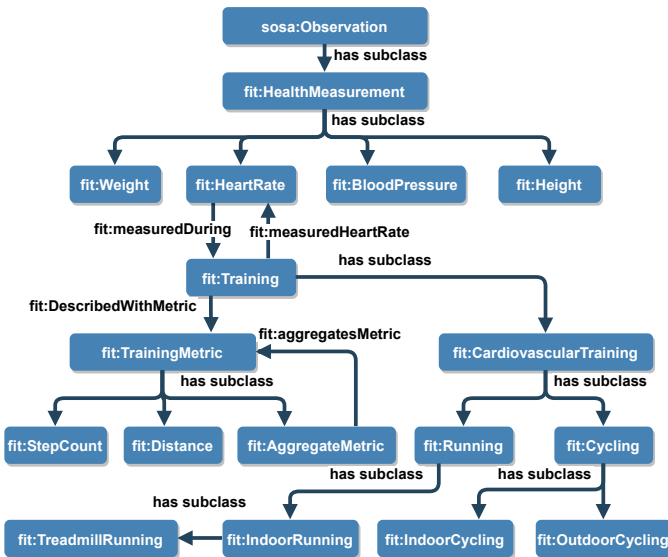 sosa:Observation
has subclass
fit:HealthMeasurement
has subclass
fit:Weight
fit:HeartRate
fit:BloodPressure
fit:Height
fit:measuredDuring
fit:measuredHeartRate
fit:Training
has subclass
fit:DescribedWithMetric
fit:aggregatesMetric
fit:TrainingMetric
fit:CardiovascularTraining
has subclass
has subclass
fit:StepCount
fit:Distance
fit:AggregateMetric
fit:Running
fit:Cycling
has subclass
has subclass
has subclass
fit:TreadmillRunning
fit:IndoorRunning
fit:IndoorCycling
fit:OutdoorCycling